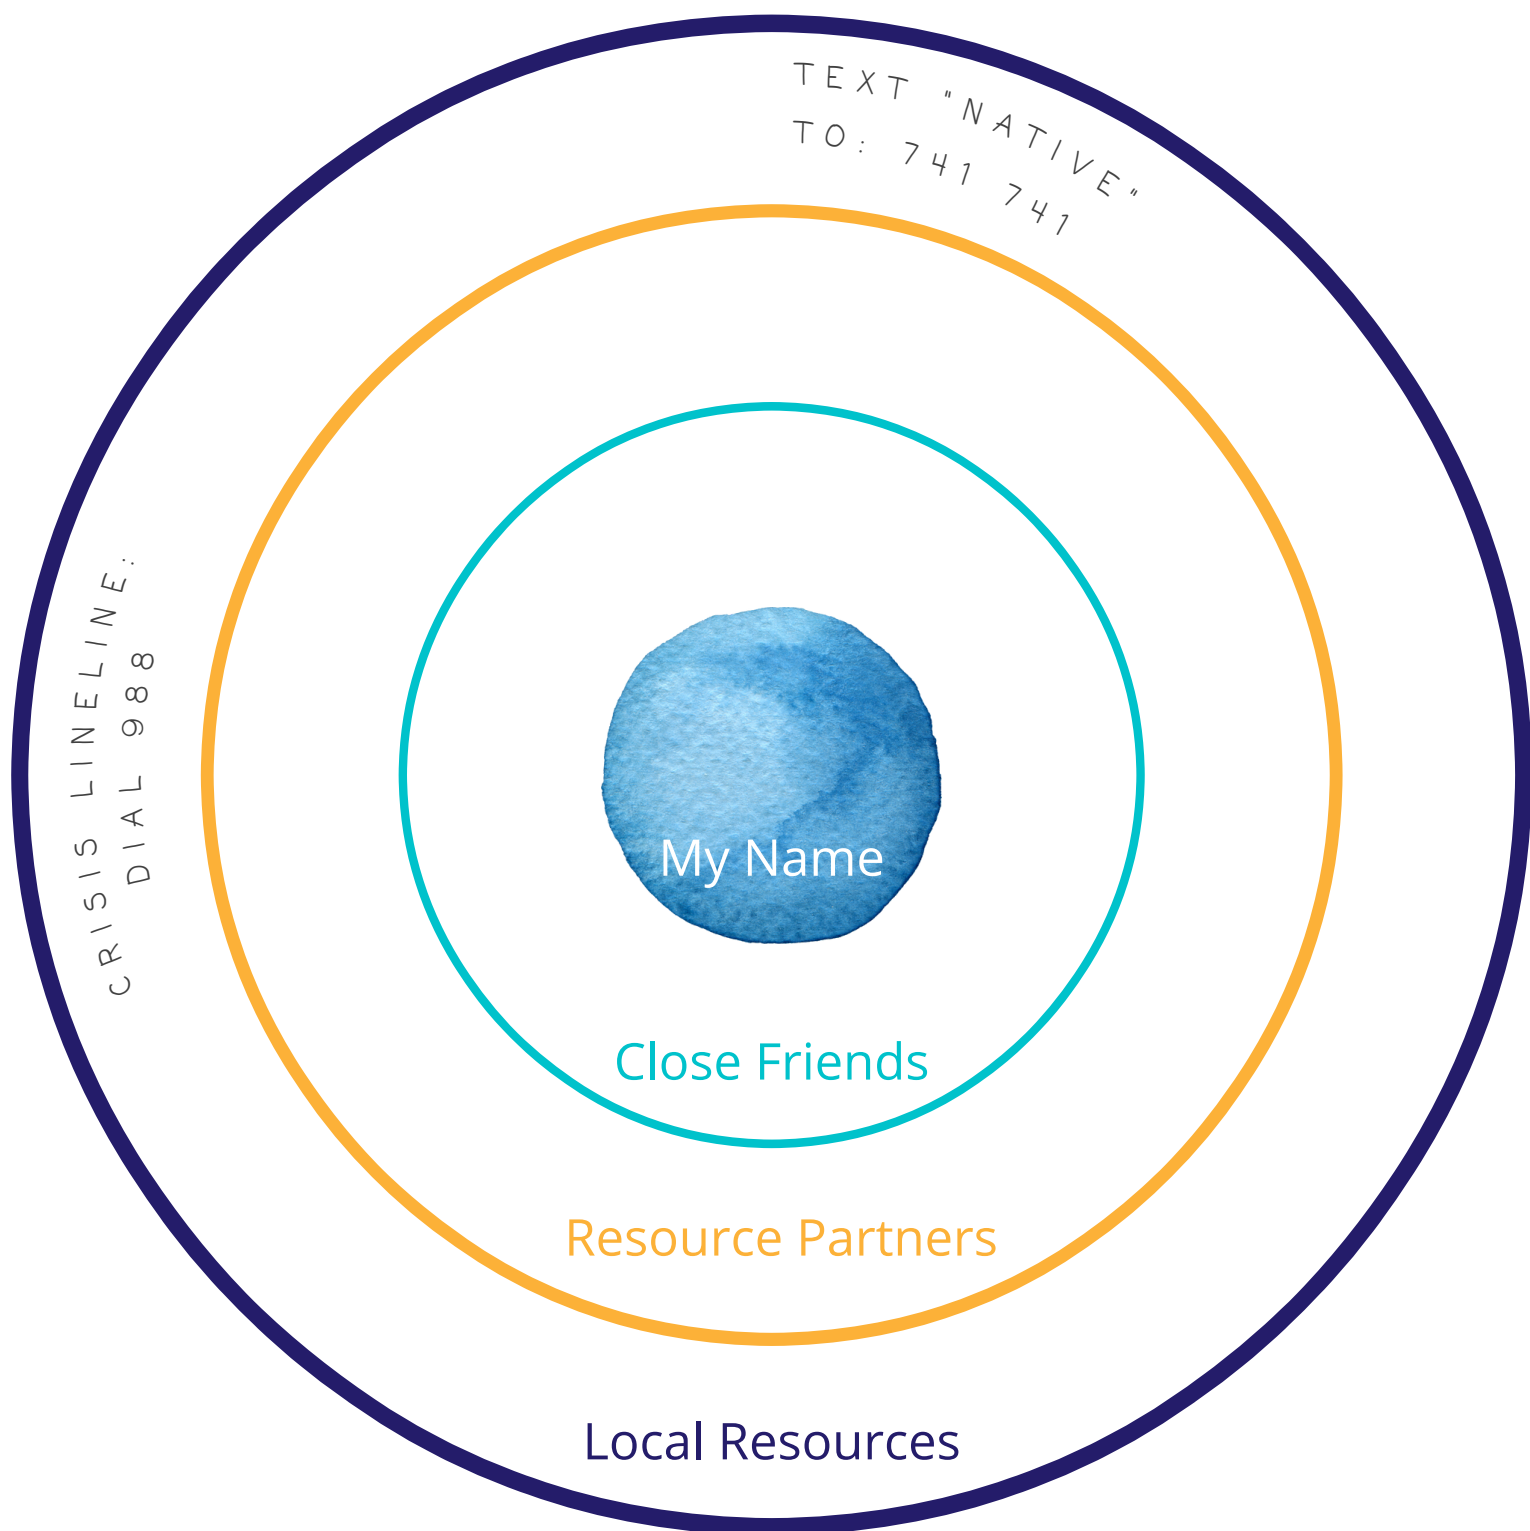 TEXT "NATIVE"
TO: 741 741
CRISIS LINELINE:
DIAL 988
My Name
Close Friends
Resource Partners
Local Resources